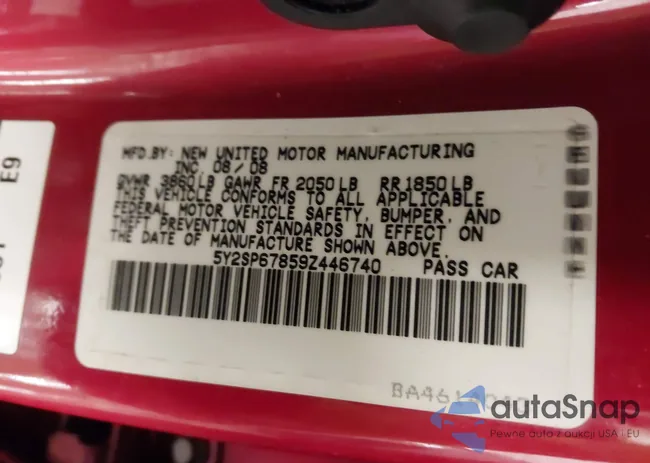 MFD.BY: NEW UNITED MOTOR MANUFACTURING
INC. 08/08
GVWR 3860LB GAWR FR 2050LB RR 1850LB
THIS VEHICLE CONFORMS TO ALL APPLICABLE
FEDERAL MOTOR VEHICLE SAFETY, BUMPER, AND
THEFT PREVENTION STANDARDS IN EFFECT ON
THE DATE OF MANUFACTURE SHOWN ABOVE.
5Y2SP67859Z446740 PASS CAR
E9
autaSnap
Pewne auta z aukcji USA i EU